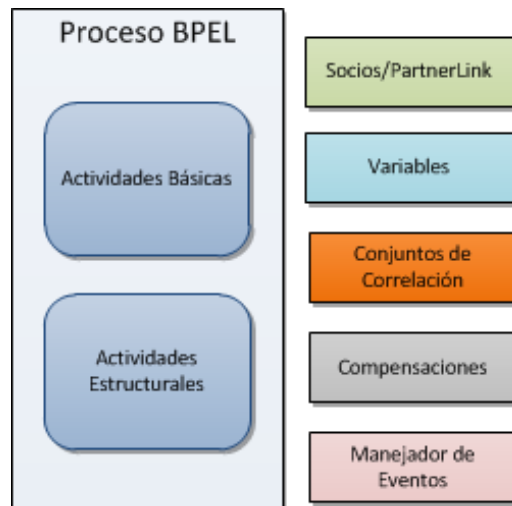 Proceso BPEL
Actividades Básicas
Actividades
Estructurales
Socios/PartnerLink
Variables
Conjuntos de
Correlación
Compensaciones
Manejador de
Eventos